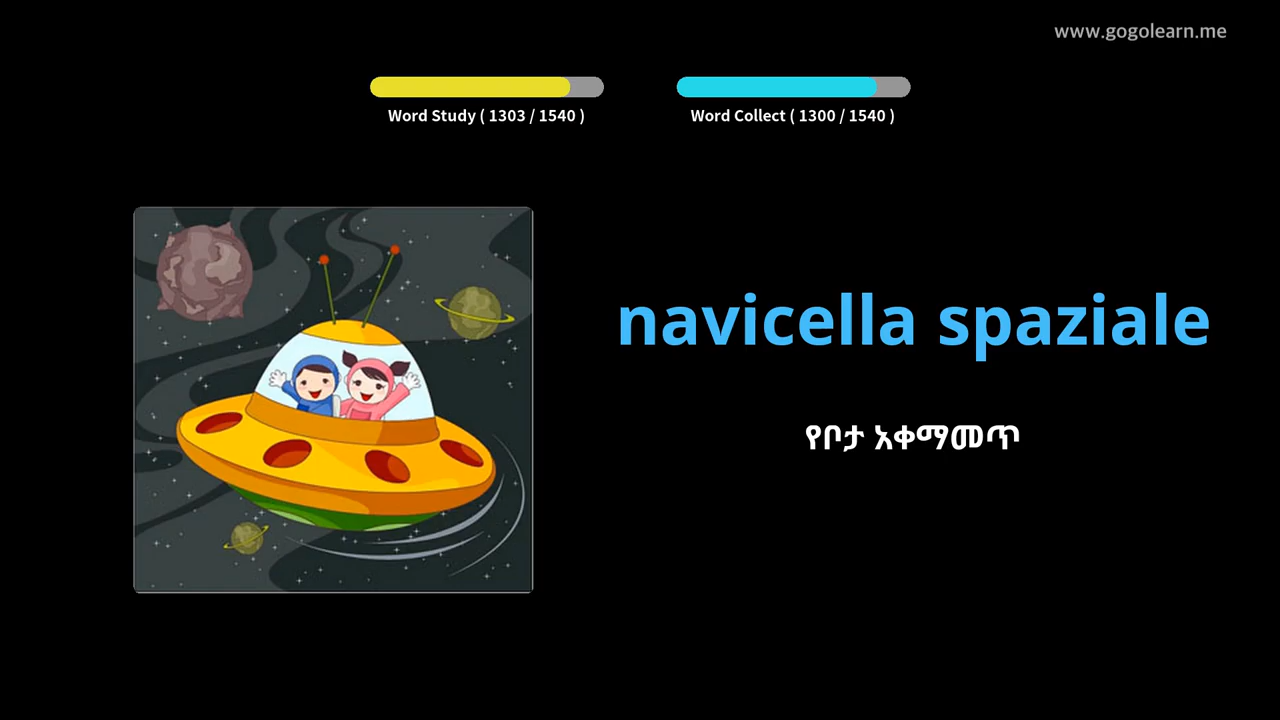 www.gogolearn.me
Word Study ( 1303 / 1540 )
Word Collect ( 1300 / 1540 )
navicella spaziale
የቦታ አቀማመጥ